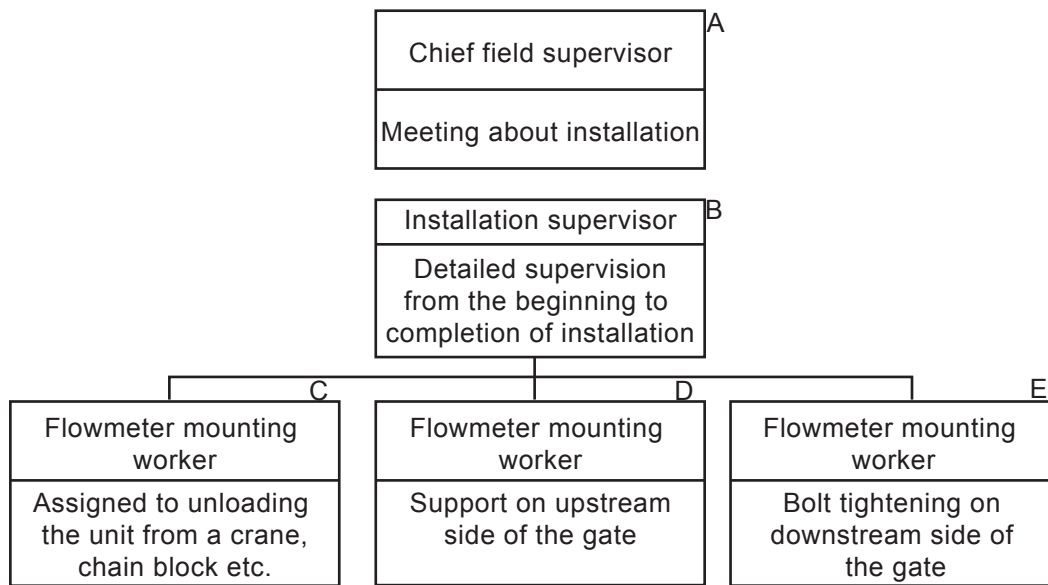 A
Chief field supervisor
Meeting about installation
B
Installation supervisor
Detailed supervision
from the beginning to
completion of installation
C
Flowmeter mounting
worker
Assigned to unloading
the unit from a crane,
chain block etc.
D
Flowmeter mounting
worker
Support on upstream
side of the gate
E
Flowmeter mounting
worker
Bolt tightening on
downstream side of
the gate